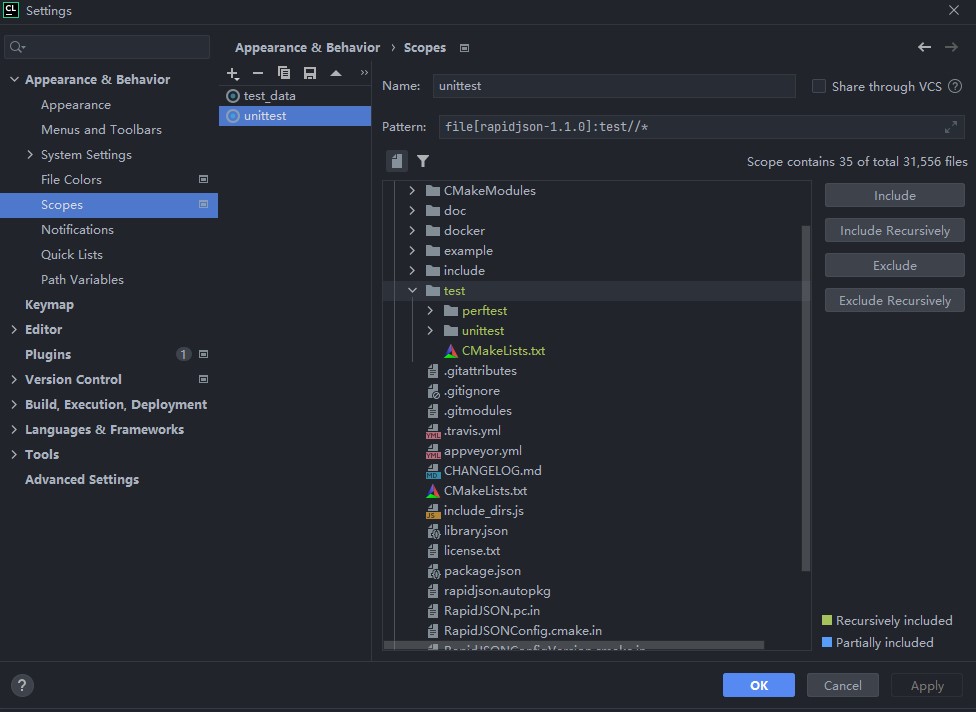 CL Settings
Appearance & Behavior › Scopes
Appearance & Behavior
Appearance
Menus and Toolbars
System Settings
File Colors
Scopes
Notifications
Quick Lists
Path Variables
Keymap
Editor
Plugins 1
Version Control
Build, Execution, Deployment
Languages & Frameworks
Tools
Advanced Settings
test_data
unittest
Name: unittest
Share through VCS ?
Pattern: file[rapidjson-1.1.0]:test//*
Scope contains 35 of total 31,556 files
CMakeModules
doc
docker
example
include
test
perftest
unittest
CMakeLists.txt
.gitattributes
.gitignore
.gitmodules
.travis.yml
appveyor.yml
CHANGELOG.md
CMakeLists.txt
include_dirs.js
library.json
license.txt
package.json
rapidjson.autopkg
RapidJSON.pc.in
RapidJSONConfig.cmake.in
RapidJSONConfigVersion.cmake.in
Include
Include Recursively
Exclude
Exclude Recursively
Recursively included
Partially included
?
OK
Cancel
Apply